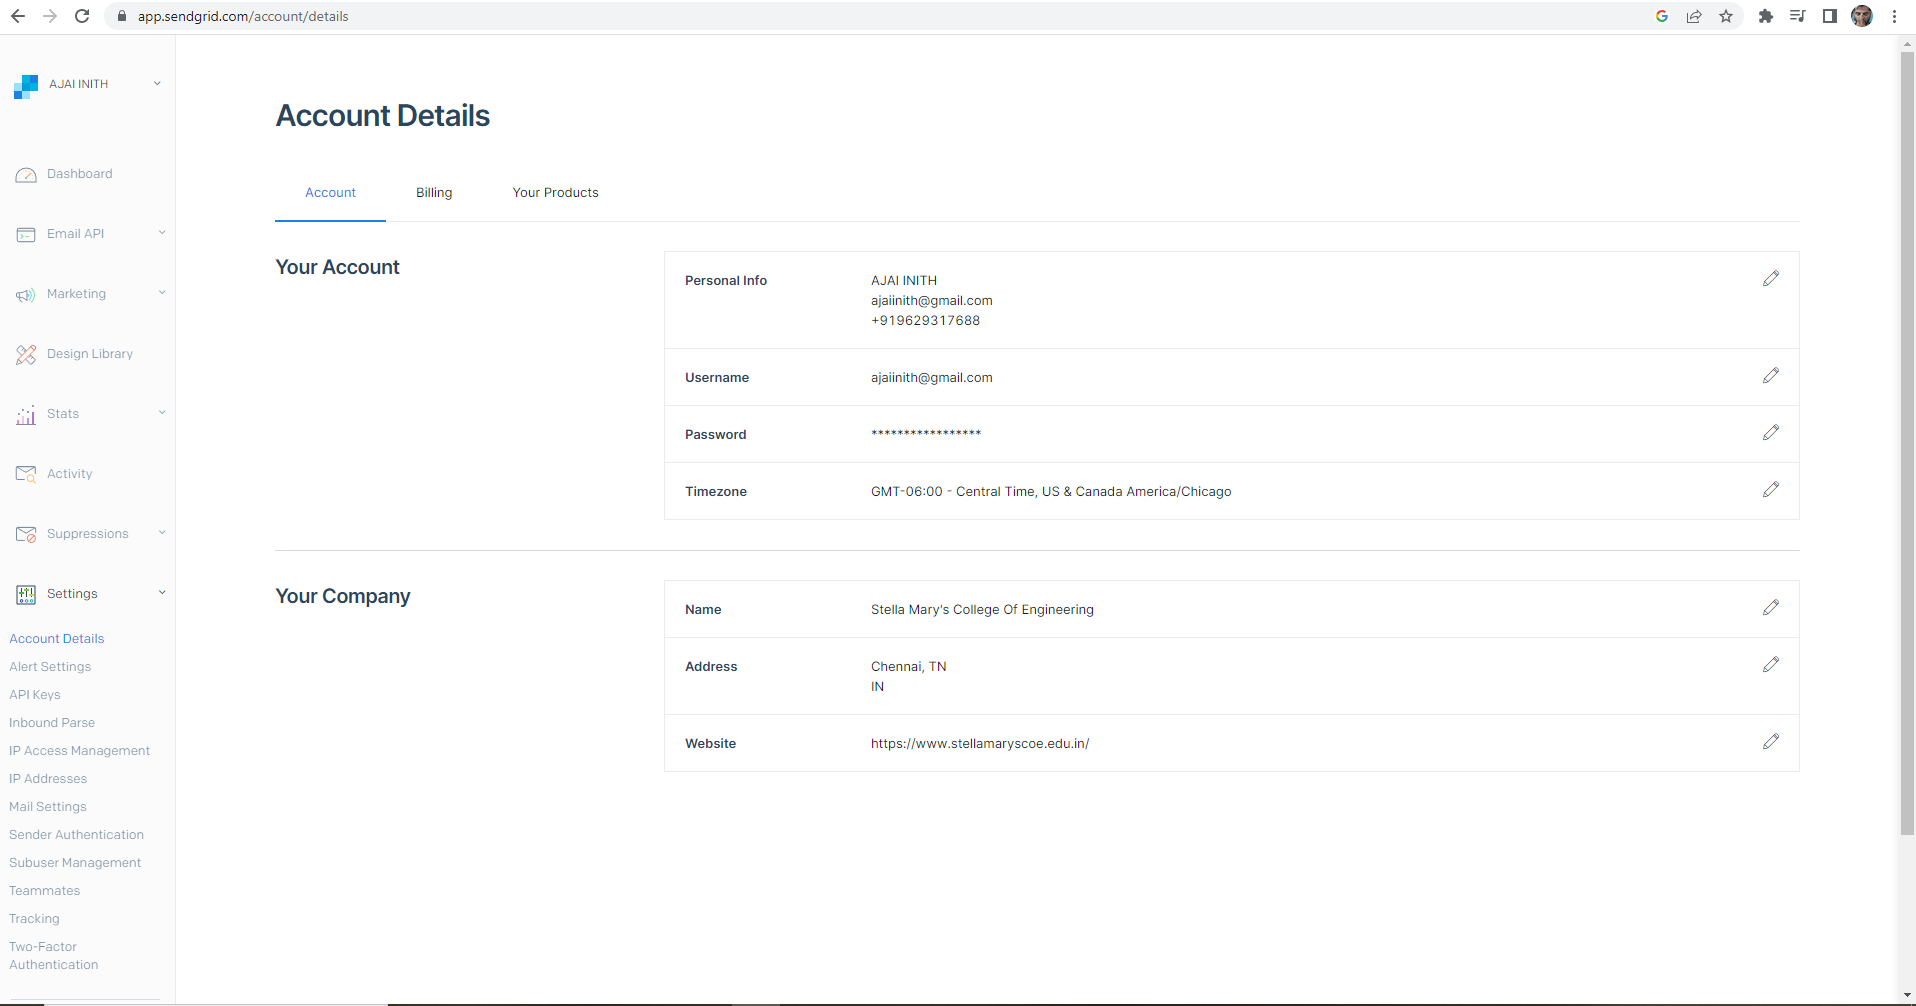 app.sendgrid.com/account/details
AJAI INITH
Dashboard
Email API
Marketing
Design Library
Stats
Activity
Suppressions
Settings
Account Details
Alert Settings
API Keys
Inbound Parse
IP Access Management
IP Addresses
Mail Settings
Sender Authentication
Subuser Management
Teammates
Tracking
Two-Factor
Authentication
Account Details
Account Billing Your Products
Your Account
Personal Info AJAI INITH
ajaiinith@gmail.com
+919629317688
Username ajaiinith@gmail.com
Password *****************
Timezone GMT-06:00 - Central Time, US & Canada America/Chicago
Your Company
Name Stella Mary's College Of Engineering
Address Chennai, TN
IN
Website https://www.stellamaryscoe.edu.in/